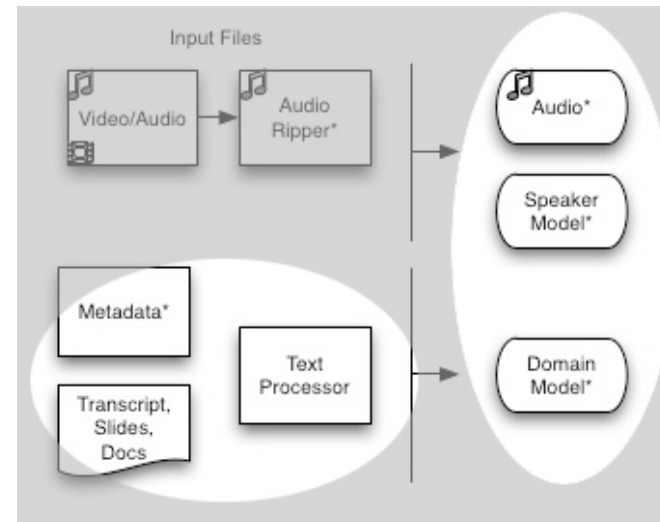 Input Files
Video/Audio
Audio
Ripper*
Audio*
Speaker
Model*
Metadata*
Text
Processor
Transcript,
Slides,
Docs
Domain
Model*